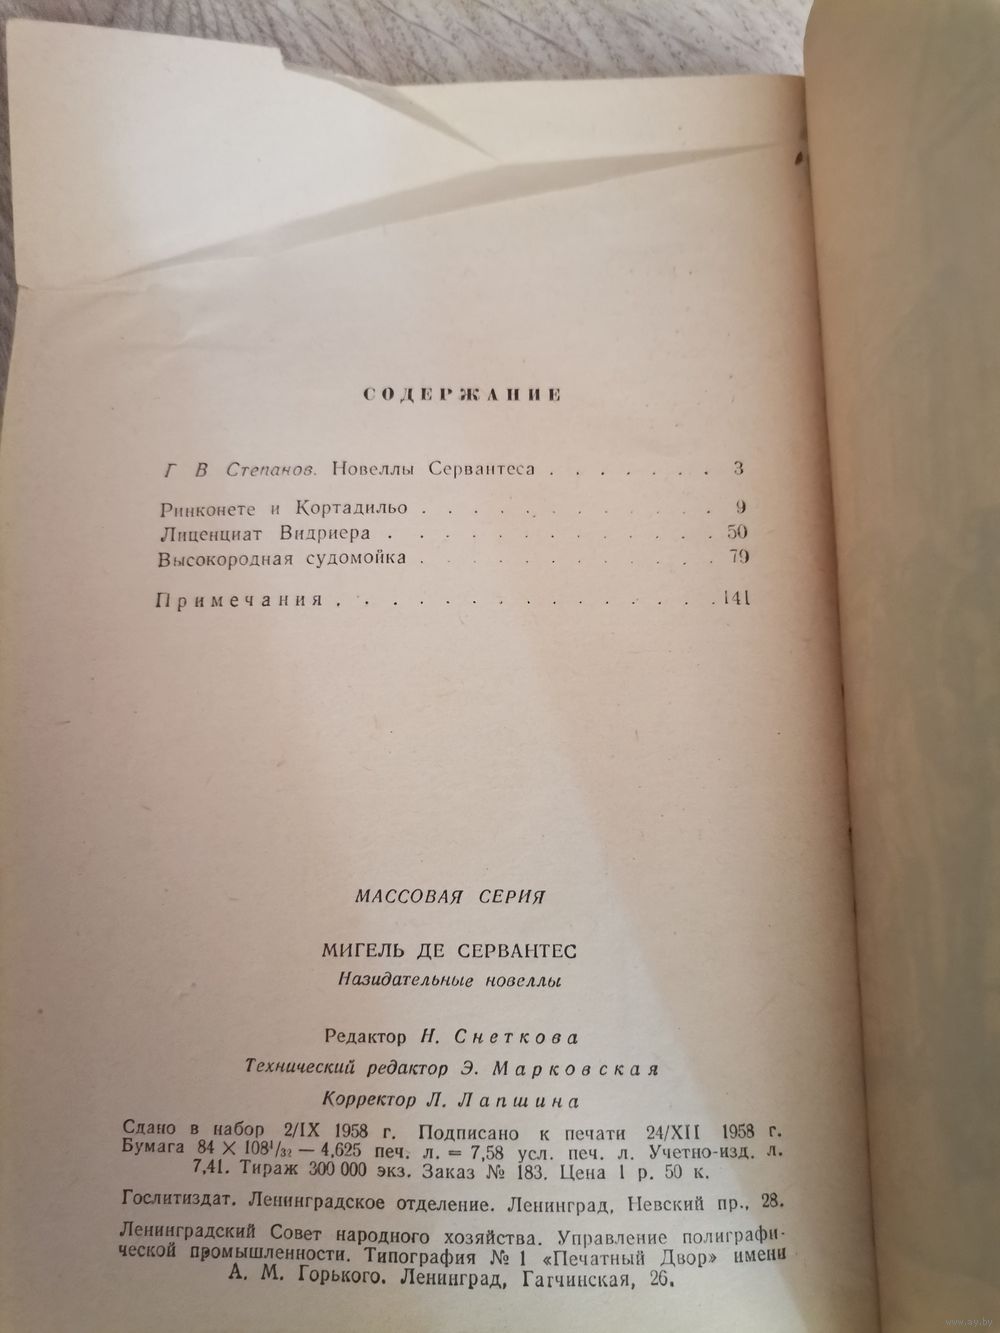 СОДЕРЖАНИЕ
Г В Степанов. Новеллы Сервантеса . . . . . . . 3
Ринконете и Кортадильо . . . . . . . . . . . 9
Лиценциат Видриера . . . . . . . . . . . . 50
Высокородная судомойка . . . . . . . . . . . 79
Примечания . . . . . . . . . . . . . . . 141
МАССОВАЯ СЕРИЯ
МИГЕЛЬ ДЕ СЕРВАНТЕС
Назидательные новеллы
Редактор Н. Снеткова
Технический редактор Э. Марковская
Корректор Л. Лапшина
Сдано в набор 2/IX 1958 г. Подписано к печати 24/XII 1958 г.
Бумага 84 × 108¹/₃₂ — 4,625 печ. л. = 7,58 усл. печ. л. Учетно-изд. л.
7,41. Тираж 300 000 экз. Заказ № 183. Цена 1 р. 50 к.
Гослитиздат. Ленинградское отделение. Ленинград, Невский пр., 28.
Ленинградский Совет народного хозяйства. Управление полиграфи-
ческой промышленности. Типография № 1 «Печатный Двор» имени
А. М. Горького. Ленинград, Гатчинская, 26.
www.ay.by